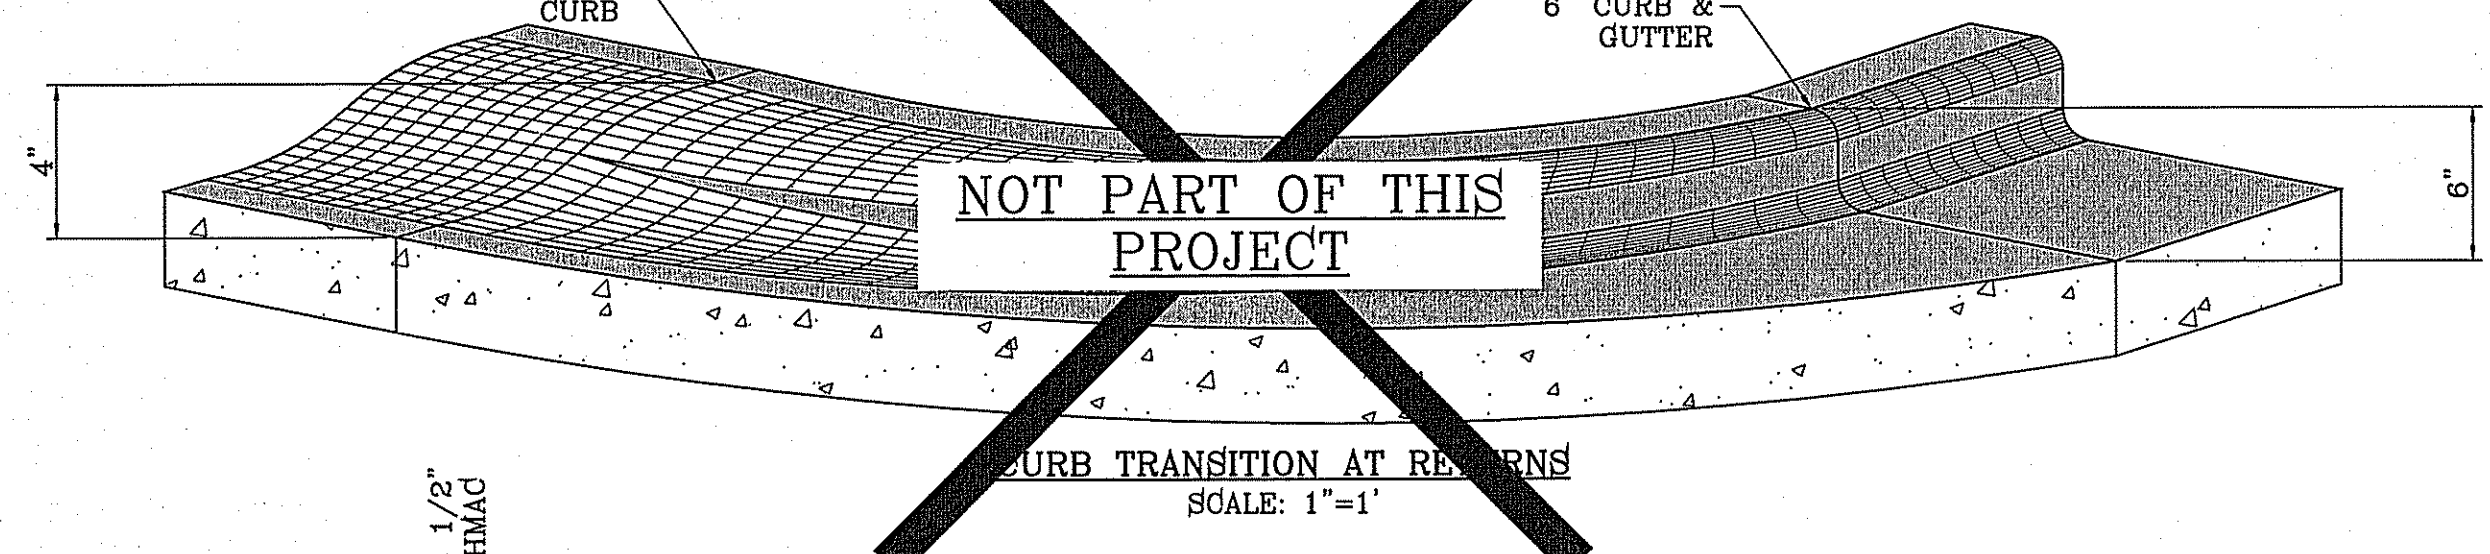 CURB
6" CURB &
GUTTER
4"
6"
NOT PART OF THIS
PROJECT
CURB TRANSITION AT RETURNS
SCALE: 1"=1'
1/2"
HMAC